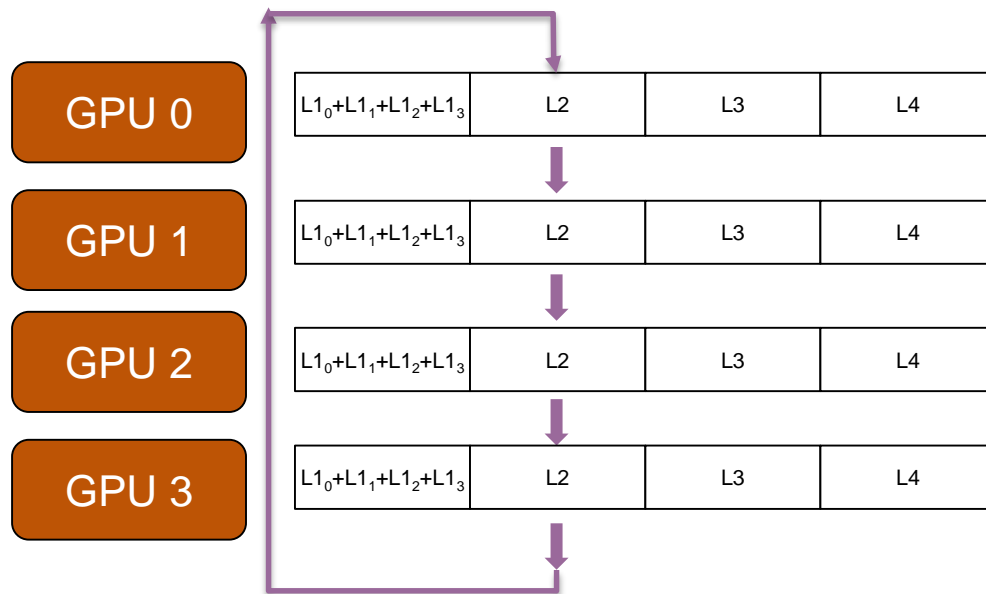 GPU 0
L1₀+L1₁+L1₂+L1₃ L2 L3 L4
GPU 1
L1₀+L1₁+L1₂+L1₃ L2 L3 L4
GPU 2
L1₀+L1₁+L1₂+L1₃ L2 L3 L4
GPU 3
L1₀+L1₁+L1₂+L1₃ L2 L3 L4